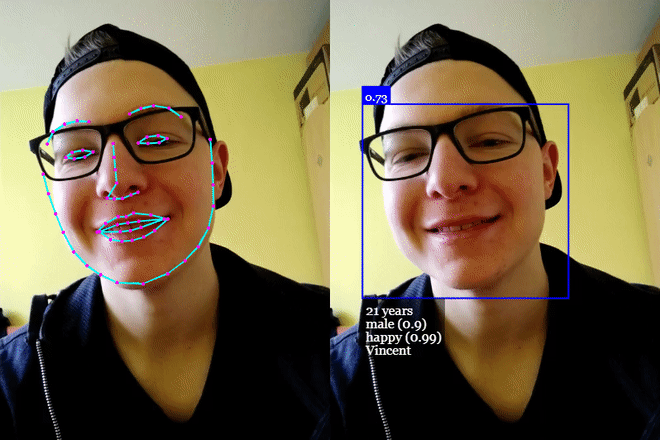 0.73
21 years
male (0.9)
happy (0.99)
Vincent